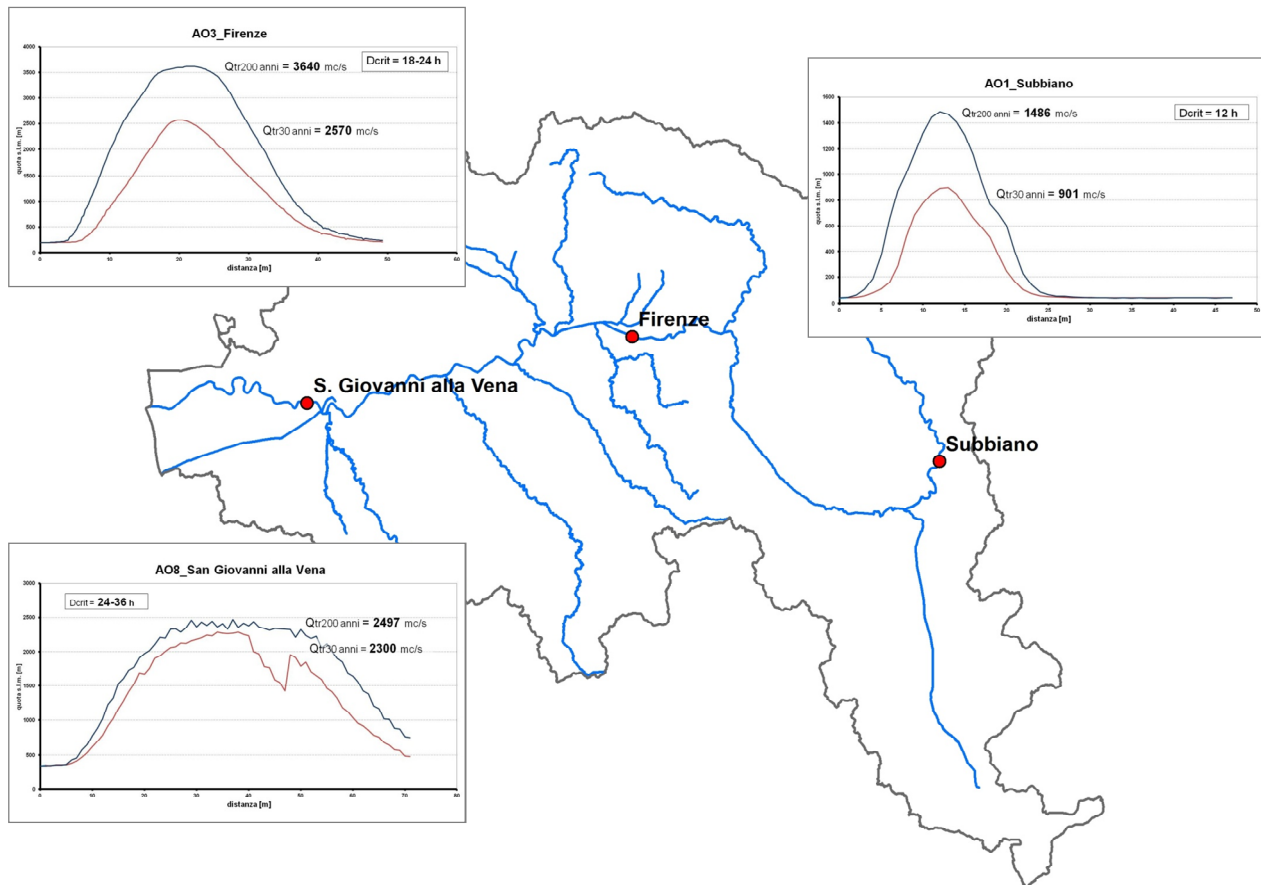 AO3_Firenze
Dcrit = 18-24 h
Qtr200 anni = 3640 mc/s
Qtr30 anni = 2570 mc/s
quota s.l.m. [m]
4000
3500
3000
2500
2000
1500
1000
500
0
0 10 20 30 40 50 60
distanza [m]
AO1_Subbiano
Qtr200 anni = 1486 mc/s
Dcrit = 12 h
Qtr30 anni = 901 mc/s
quota s.l.m. [m]
1600
1400
1200
1000
800
600
400
200
0
0 5 10 15 20 25 30 35 40 45 50
distanza [m]
Firenze
S. Giovanni alla Vena
Subbiano
AO8_San Giovanni alla Vena
Dcrit = 24-36 h
Qtr200 anni = 2497 mc/s
Qtr30 anni = 2300 mc/s
quota s.l.m. [m]
3000
2500
2000
1500
1000
500
0
0 10 20 30 40 50 60 70 80
distanza [m]